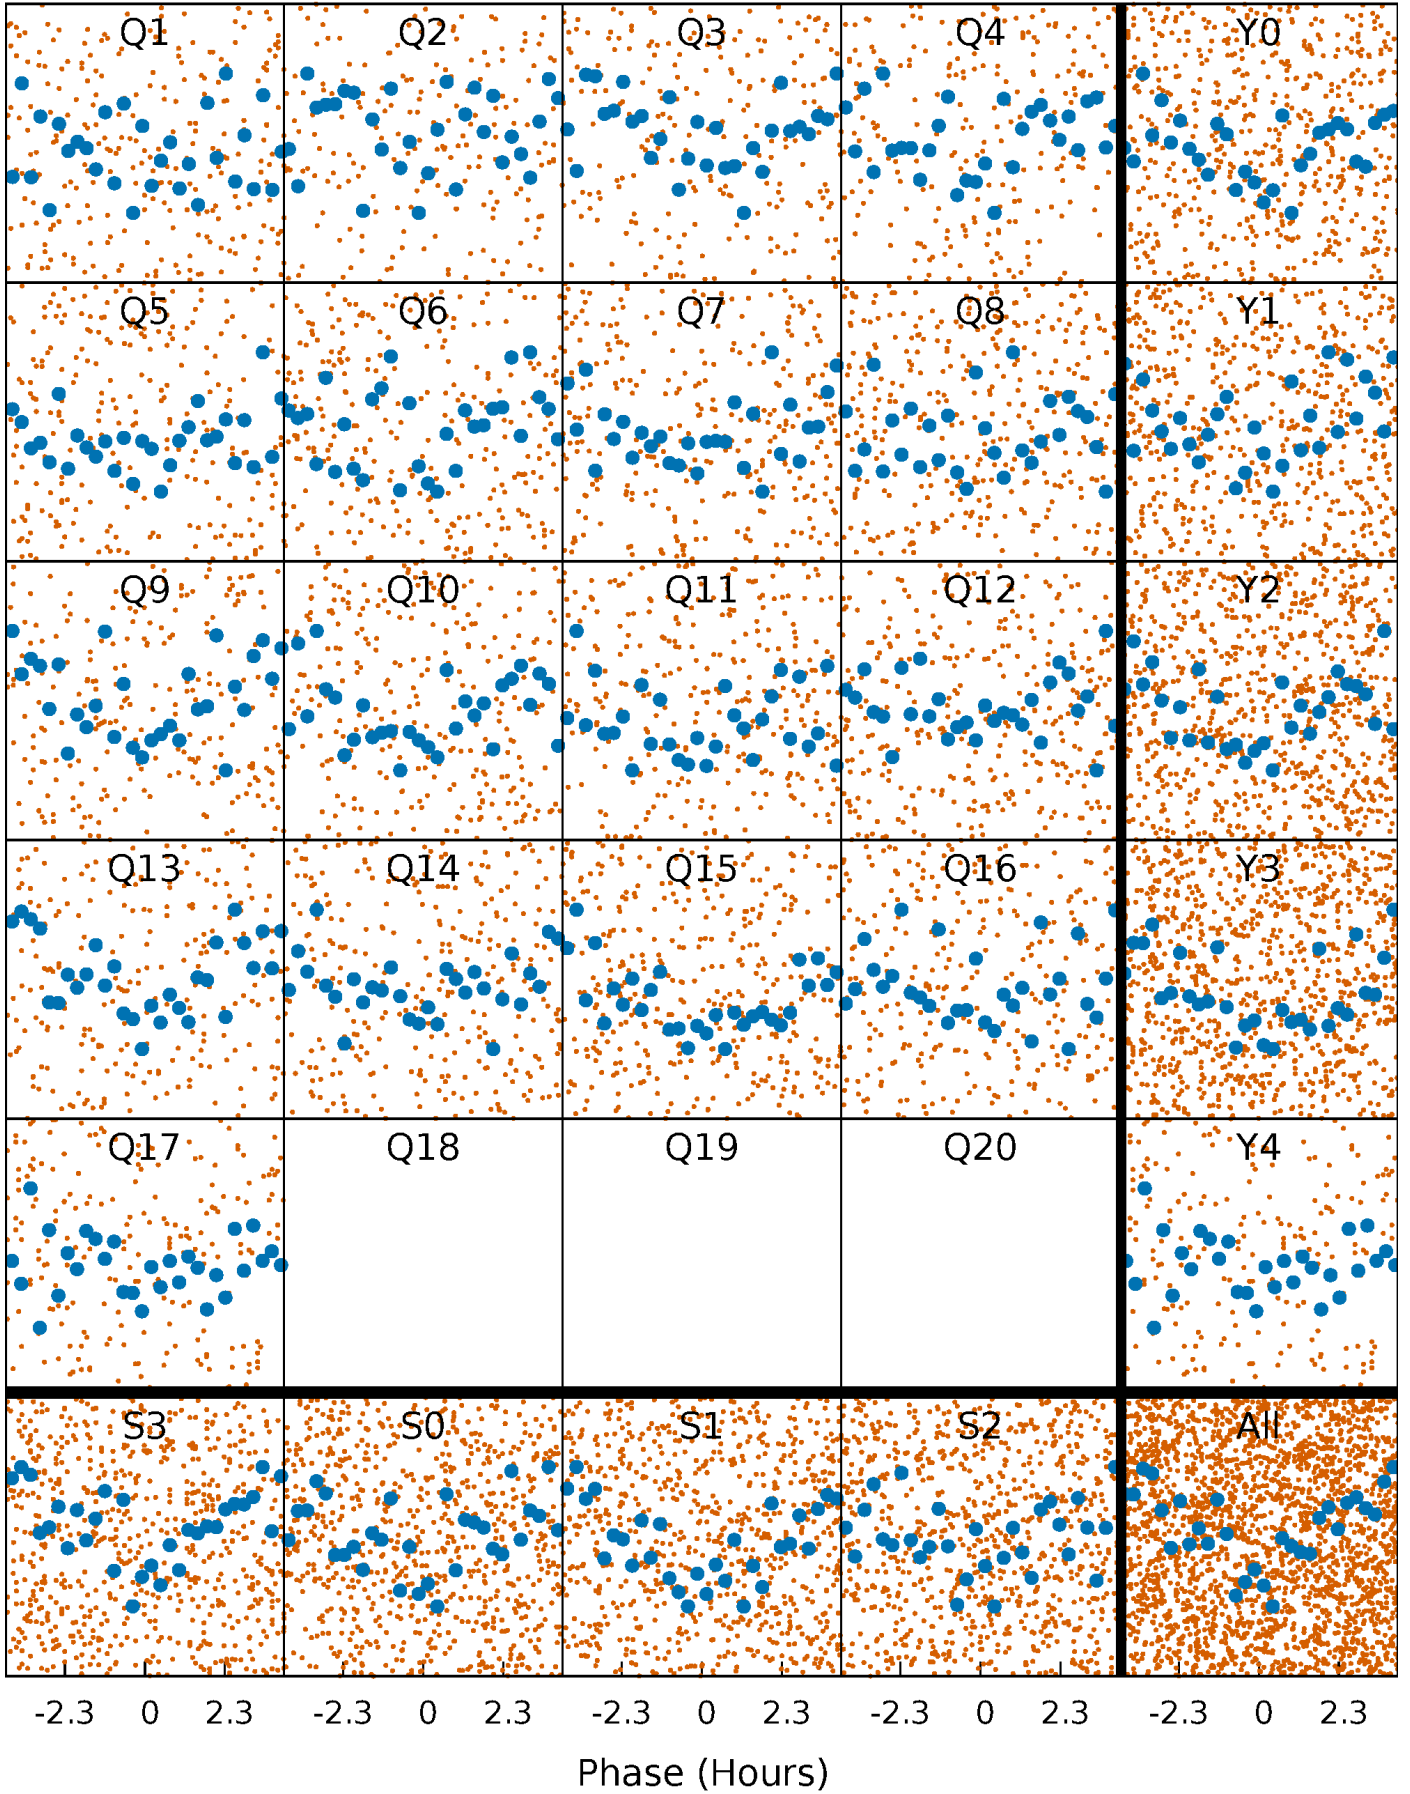 Q1 Q2 Q3 Q4 Y0
Q5 Q6 Q7 Q8 Y1
Q9 Q10 Q11 Q12 Y2
Q13 Q14 Q15 Q16 Y3
Q17 Q18 Q19 Q20 Y4
S3 S0 S1 S2 All
-2.3 0 2.3 -2.3 0 2.3 -2.3 0 2.3 -2.3 0 2.3 -2.3 0 2.3
Phase (Hours)